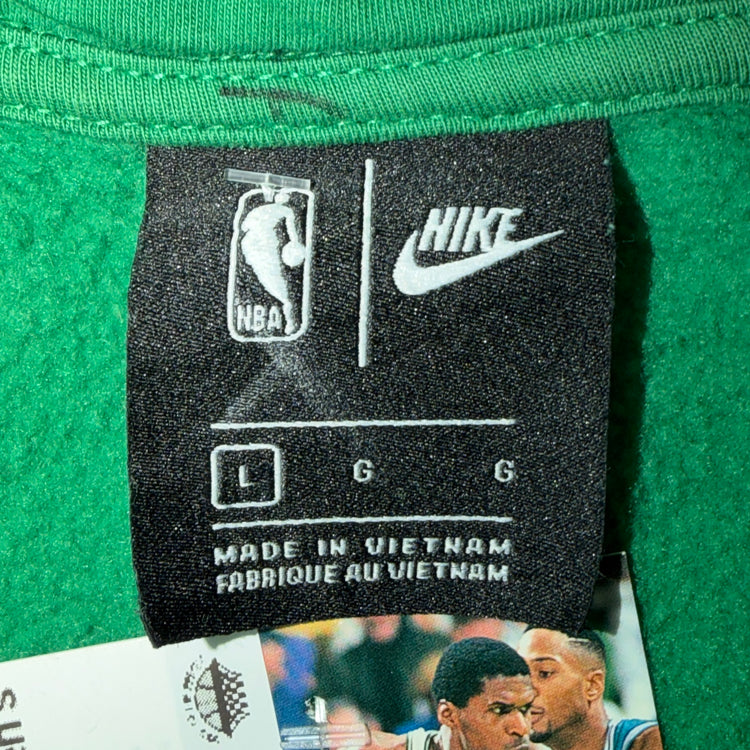 NBA
NIKE
L G G
MADE IN VIETNAM
FABRIQUE AU VIETNAM
n's